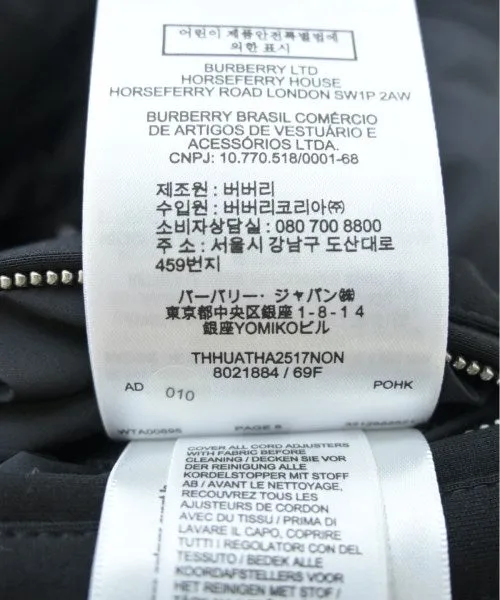 어린이 제품안전특별법에
의한 표시
BURBERRY LTD
HORSEFERRY HOUSE
HORSEFERRY ROAD LONDON SW1P 2AW
BURBERRY BRASIL COMÉRCIO
DE ARTIGOS DE VESTUÁRIO E
ACESSÓRIOS LTDA.
CNPJ: 10.770.518/0001-68
제조원 : 버버리
수입원 : 버버리코리아㈜
소비자상담실 : 080 700 8800
주 소 : 서울시 강남구 도산대로
459번지
バーバリー・ジャパン㈱
東京都中央区銀座1-8-14
銀座YOMIKOビル
THHUATHA2517NON
8021884 / 69F
AD 010 POHK
PAGE
COVER ALL CORD ADJUSTERS
WITH FABRIC BEFORE
CLEANING / DECKEN SIE VOR
DER REINIGUNG ALLE
KORDELSTOPPER MIT STOFF
AB / AVANT LE NETTOYAGE,
RECOUVREZ TOUS LES
AJUSTEURS DE CORDON
AVEC DU TISSU / PRIMA DI
LAVARE IL CAPO, COPRIRE
TUTTI I REGOLATORI CON DEL
TESSUTO / BEDEK ALLE
KOORDAFSTELLERS VOOR
HET REINIGEN MET STOF /